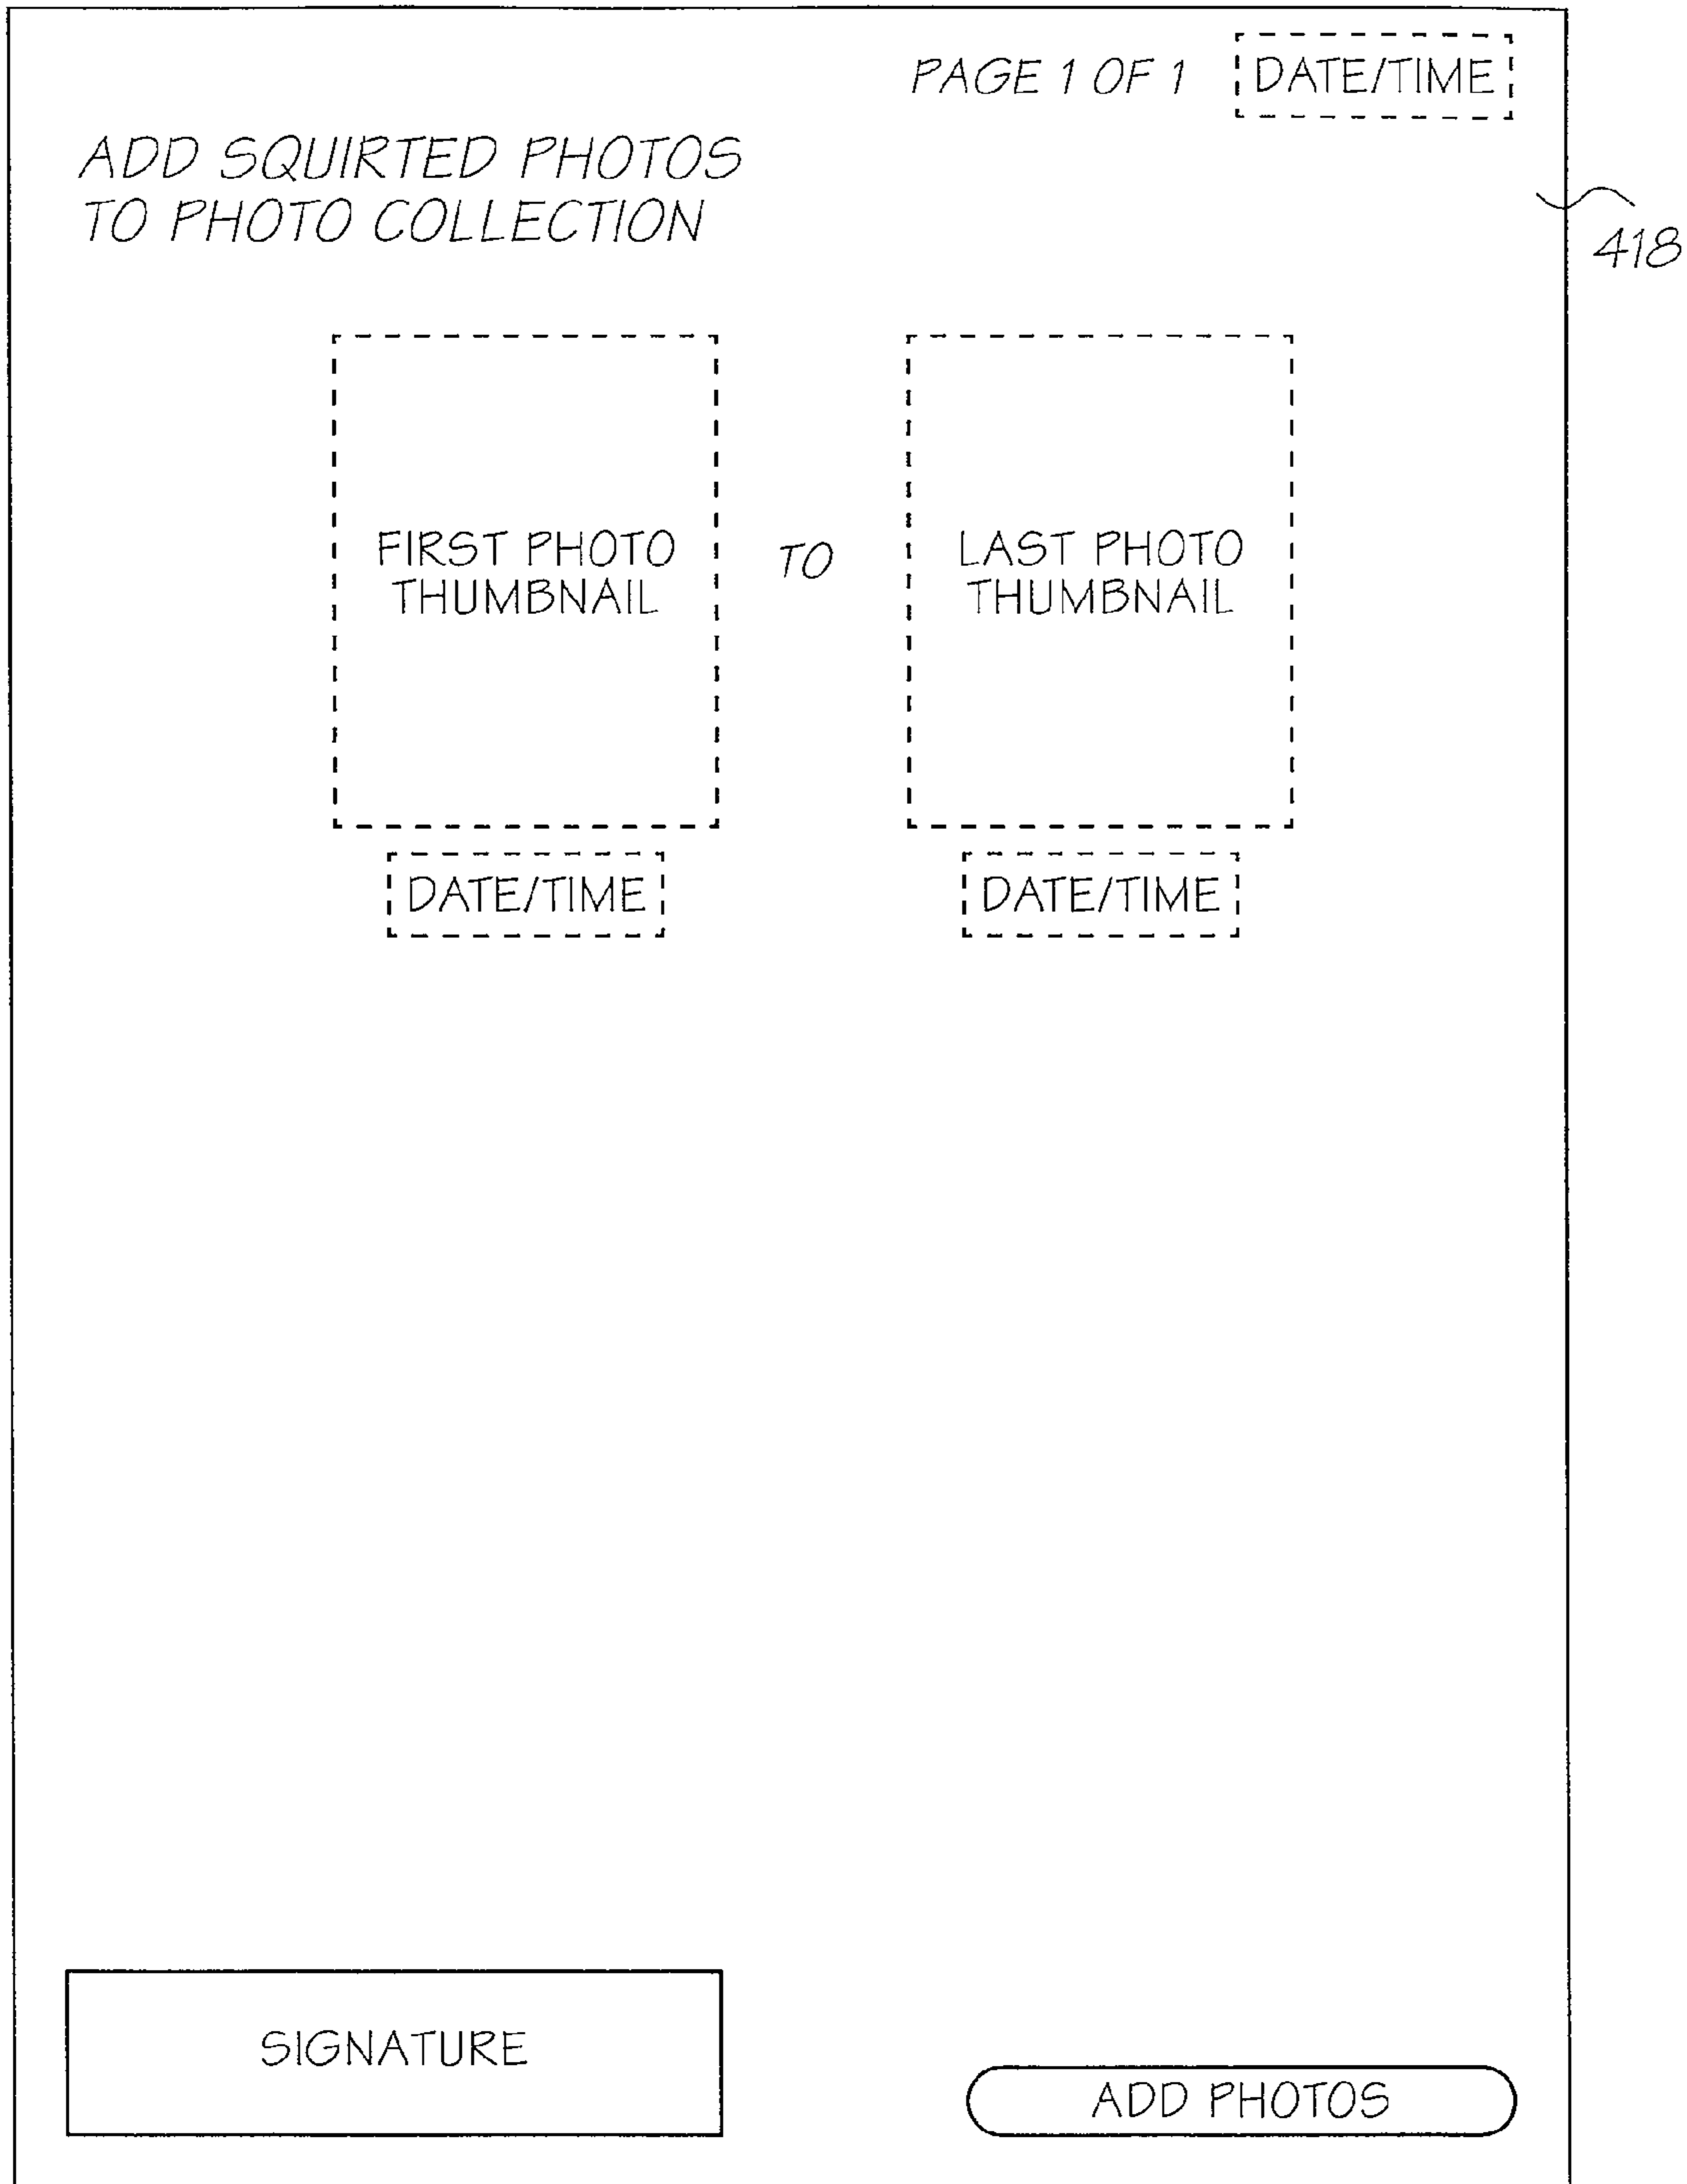 PAGE 1 OF 1 DATE/TIME
ADD SQUIRTED PHOTOS
TO PHOTO COLLECTION
418
FIRST PHOTO
THUMBNAIL
TO
LAST PHOTO
THUMBNAIL
DATE/TIME
DATE/TIME
SIGNATURE
ADD PHOTOS